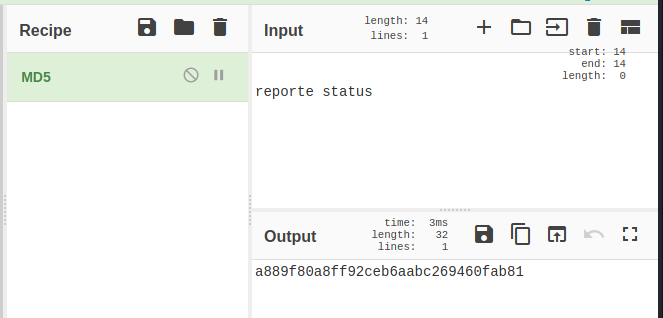 Recipe
MD5
Input
length: 14
lines: 1
start: 14
end: 14
length: 0
reporte status
Output
time: 3ms
length: 32
lines: 1
a889f80a8ff92ceb6aabc269460fab81